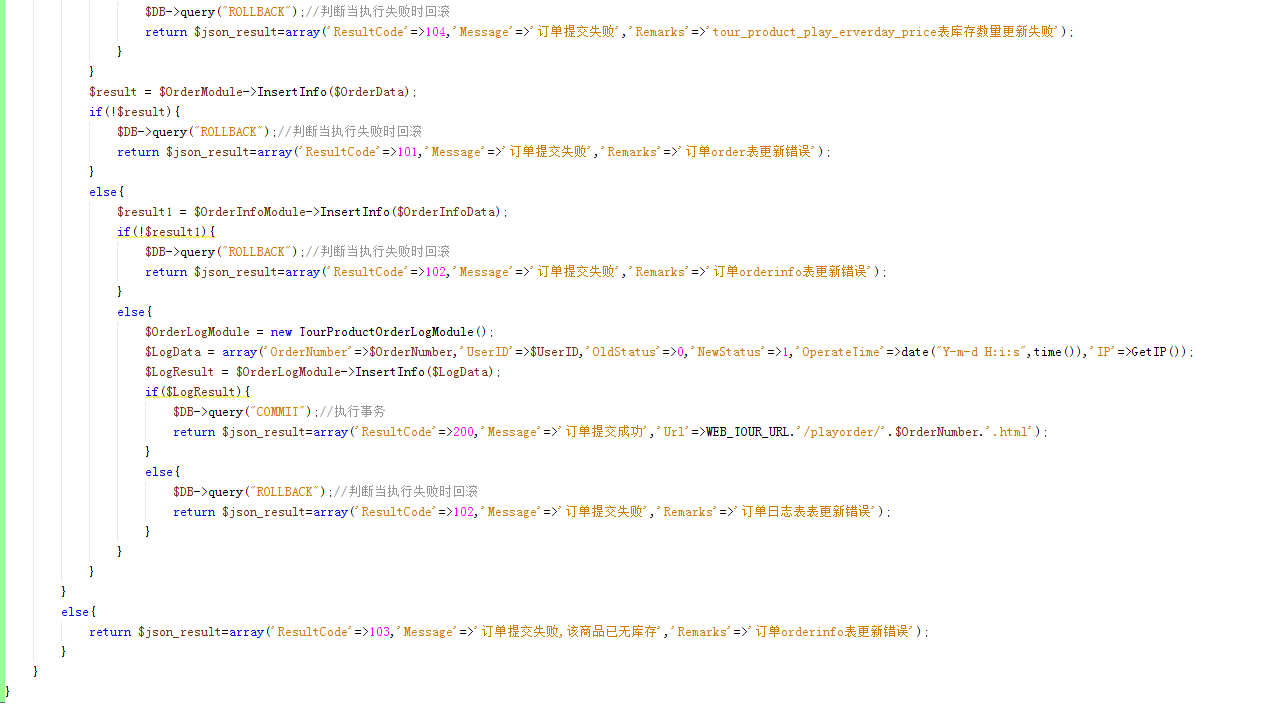 $DB->query("ROLLBACK");//判断当执行失败时回滚
return $json_result=array('ResultCode'=>104,'Message'=>'订单提交失败','Remarks'=>'tour_product_play_erverday_price表库存数量更新失败');
}
}
$result = $OrderModule->InsertInfo($OrderData);
if(!$result){
$DB->query("ROLLBACK");//判断当执行失败时回滚
return $json_result=array('ResultCode'=>101,'Message'=>'订单提交失败','Remarks'=>'订单order表更新错误');
}
else{
$result1 = $OrderInfoModule->InsertInfo($OrderInfoData);
if(!$result1){
$DB->query("ROLLBACK");//判断当执行失败时回滚
return $json_result=array('ResultCode'=>102,'Message'=>'订单提交失败','Remarks'=>'订单orderinfo表更新错误');
}
else{
$OrderLogModule = new TourProductOrderLogModule();
$LogData = array('OrderNumber'=>$OrderNumber,'UserID'=>$UserID,'OldStatus'=>0,'NewStatus'=>1,'OperateTime'=>date("Y-m-d H:i:s",time()),'IP'=>GetIP());
$LogResult = $OrderLogModule->InsertInfo($LogData);
if($LogResult){
$DB->query("COMMIT");//执行事务
return $json_result=array('ResultCode'=>200,'Message'=>'订单提交成功','Url'=>WEB_TOUR_URL.'/playorder/'.$OrderNumber.'.html');
}
else{
$DB->query("ROLLBACK");//判断当执行失败时回滚
return $json_result=array('ResultCode'=>102,'Message'=>'订单提交失败','Remarks'=>'订单日志表表更新错误');
}
}
}
}
else{
return $json_result=array('ResultCode'=>103,'Message'=>'订单提交失败,该商品已无库存','Remarks'=>'订单orderinfo表更新错误');
}
}
}